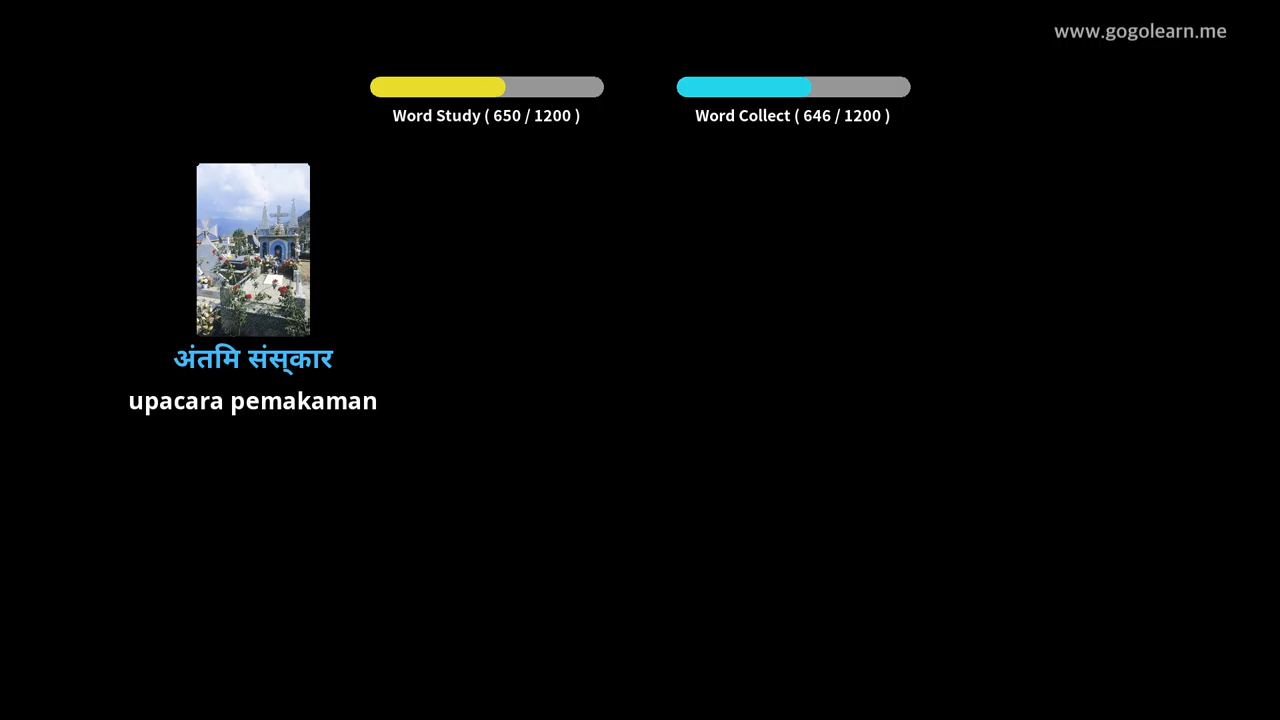 www.gogolearn.me
Word Study ( 650 / 1200 )
Word Collect ( 646 / 1200 )
अंतमि संस्कार
upacara pemakaman